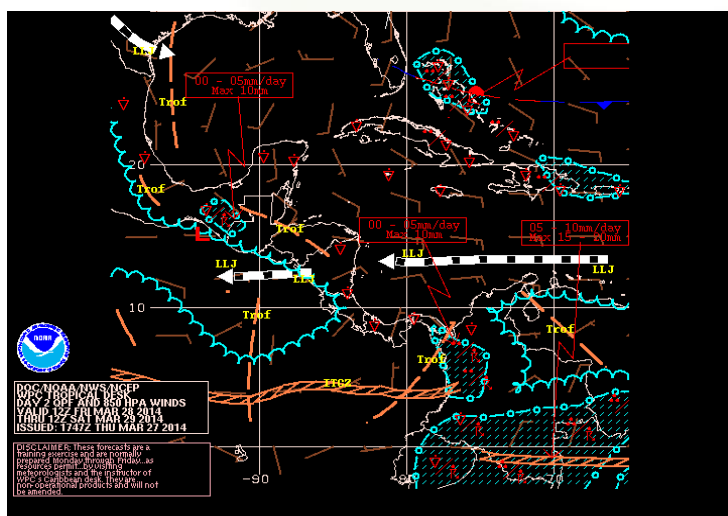 LLJ
00 - 05mm/day
Max 10mm
Trof
20
Trof
00 - 05mm/day
Max 10mm
05 - 10mm/day
Max 15 - 20mm
Trof
L
LLJ
LLJ
LLJ
LLJ
10
Trof
Trof
Trof
ITCZ
NOAA
DOC/NOAA/NWS/NCEP
WPC TROPICAL DESK
DAY 2 QPF AND 850 HPA WINDS
VALID 12Z FRI MAR 28 2014
THRU 12Z SAT MAR 29 2014
ISSUED: 1747Z THU MAR 27 2014
DISCLAIMER: These forecasts are a
training exercise and are normally
prepared Monday through Friday...as
resources permit...by visiting
meteorologists and the instructor of
WPC's Caribbean desk. They are
non-operational products and will not
be amended.
-90
-80
-70